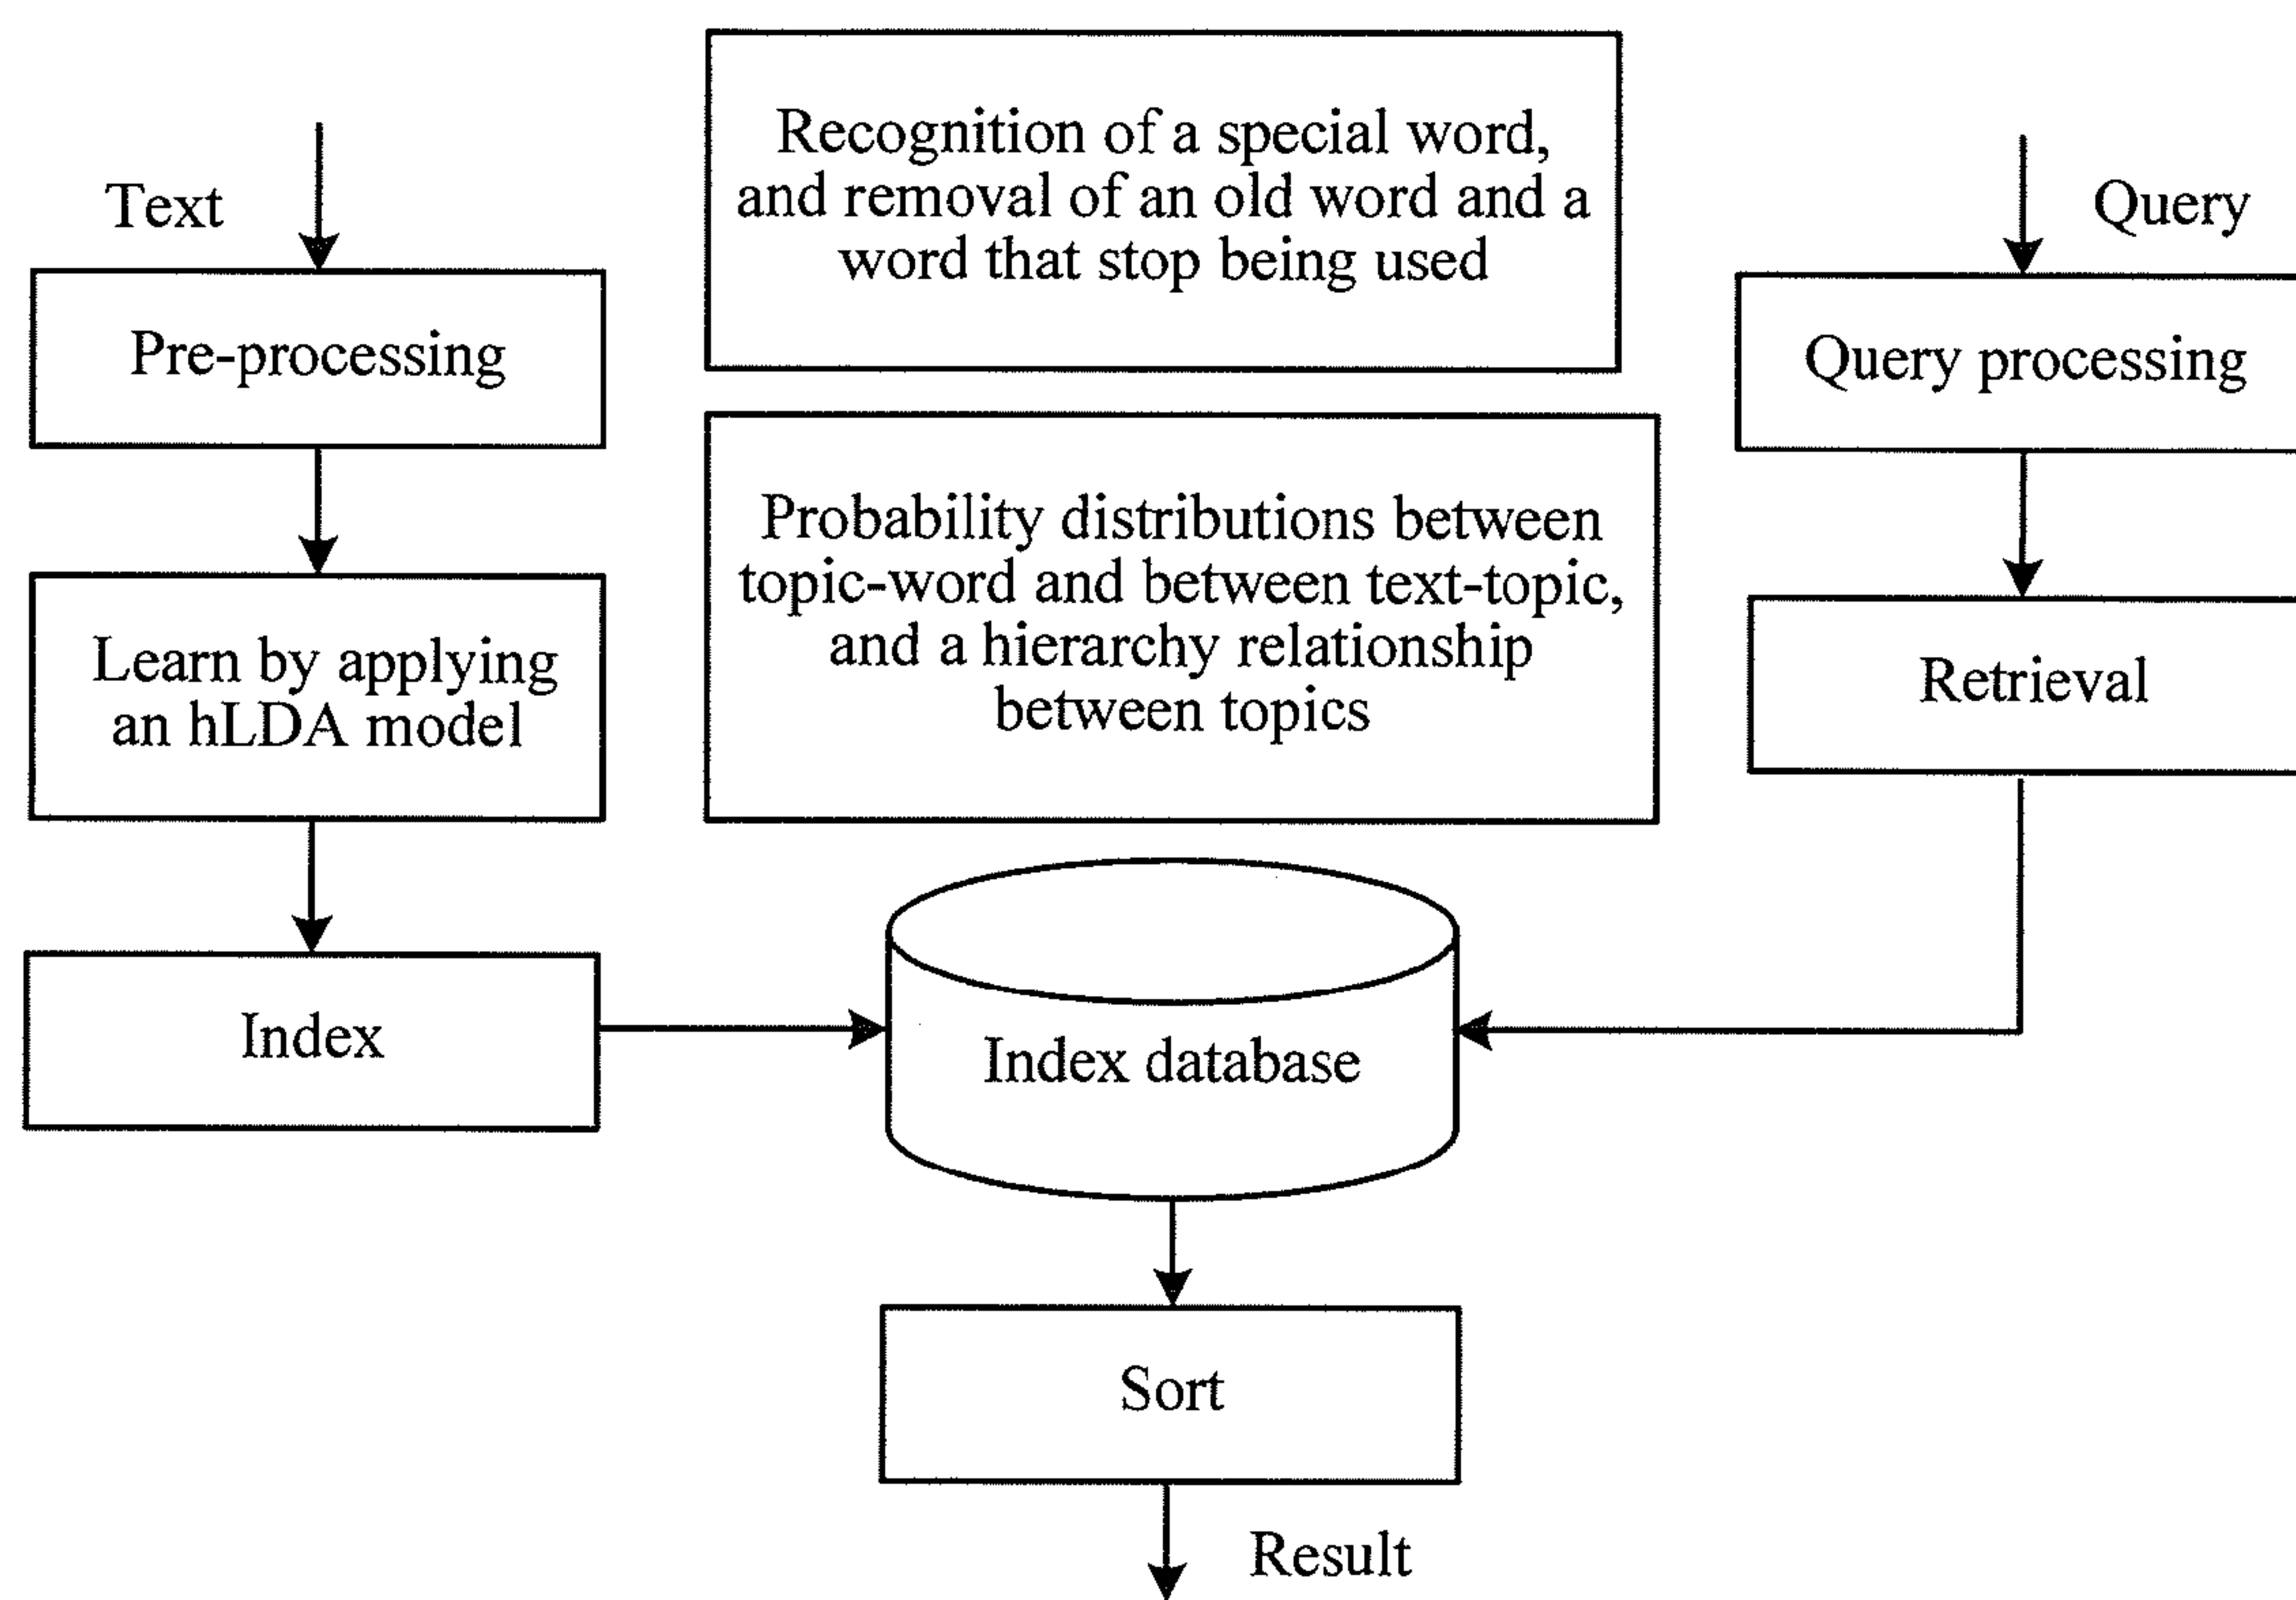 Text
Pre-processing
Learn by applying
an hLDA model
Index
Recognition of a special word,
and removal of an old word and a
word that stop being used
Probability distributions between
topic-word and between text-topic,
and a hierarchy relationship
between topics
Index database
Sort
Result
Query
Query processing
Retrieval